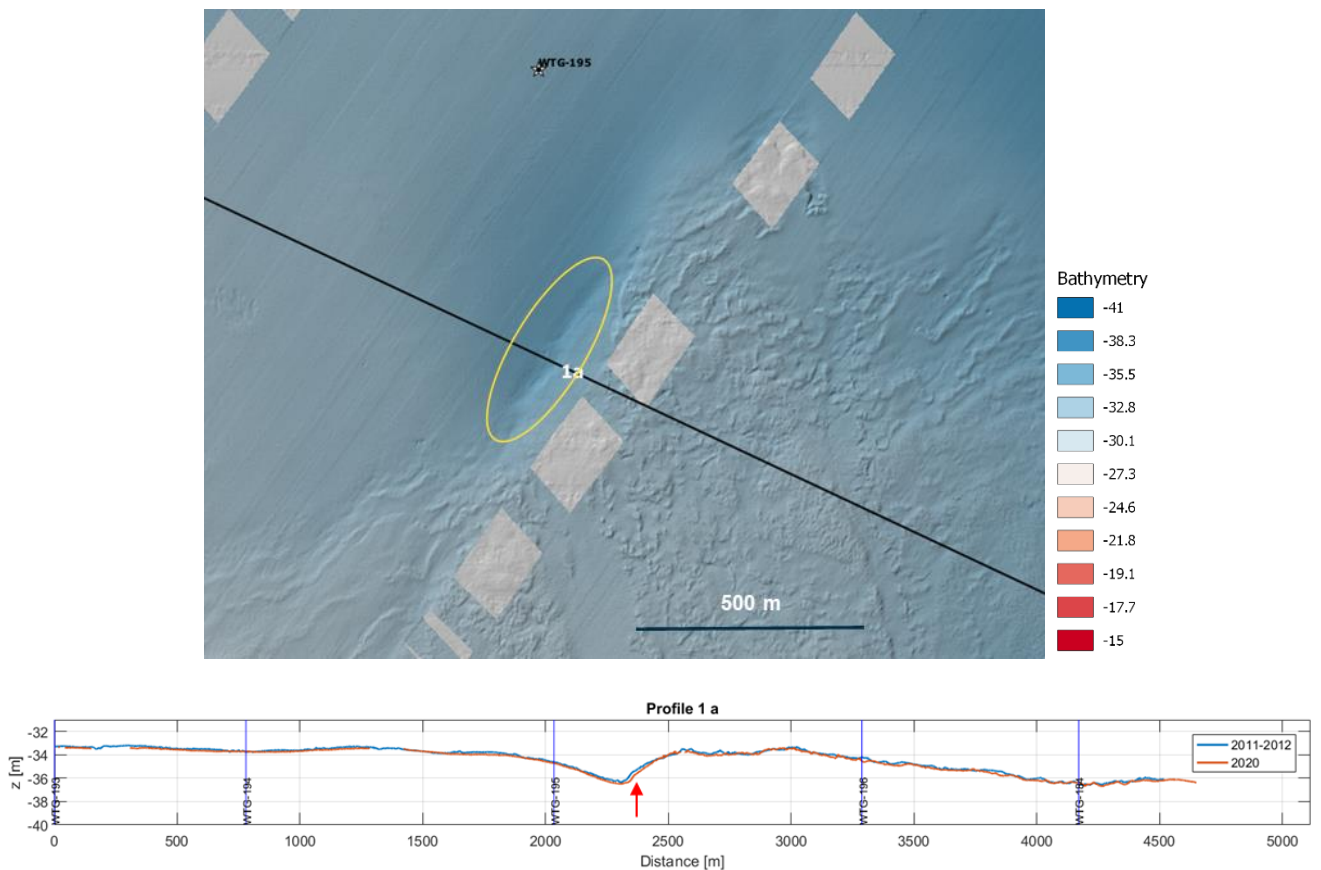 WTG-195
1a
500 m
Bathymetry
-41
-38.3
-35.5
-32.8
-30.1
-27.3
-24.6
-21.8
-19.1
-17.7
-15
Profile 1 a
z [m]
-32
-34
-36
-38
-40
WTG-193
WTG-194
WTG-195
WTG-196
WTG-184
2011-2012
2020
0 500 1000 1500 2000 2500 3000 3500 4000 4500 5000
Distance [m]